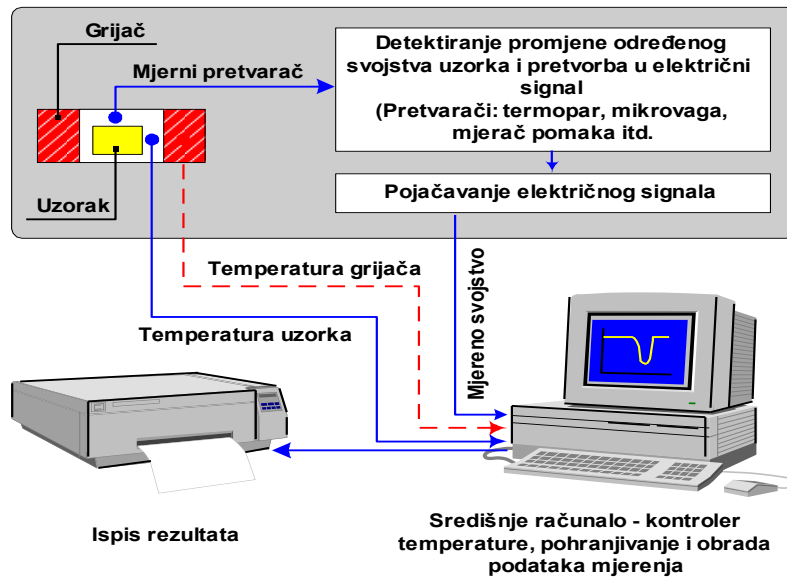 Grijač
Mjerni pretvarač
Uzorak
Detektiranje promjene određenog
svojstva uzorka i pretvorba u električni
signal
(Pretvarači: termopar, mikrovaga,
mjerač pomaka itd.
Pojačavanje električnog signala
Temperatura grijača
Temperatura uzorka
Mjereno svojstvo
Ispis rezultata
Središnje računalo - kontroler
temperature, pohranjivanje i obrada
podataka mjerenja